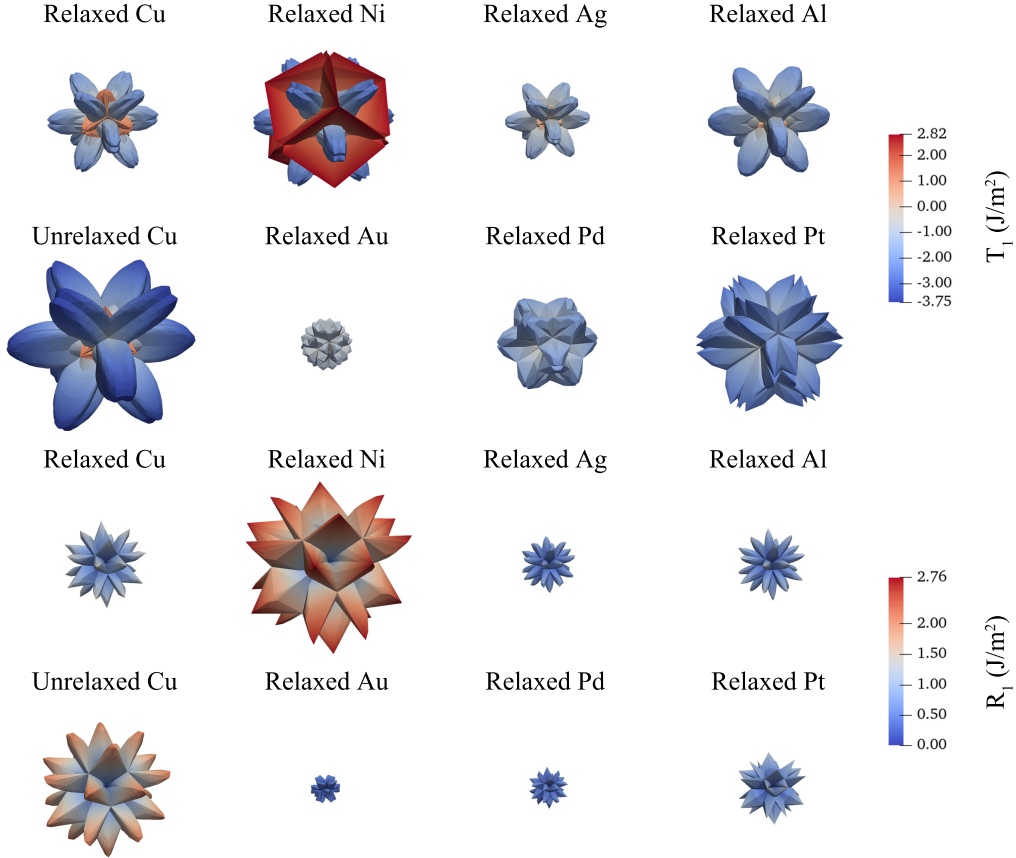 Relaxed Cu
Relaxed Ni
Relaxed Ag
Relaxed Al
Unrelaxed Cu
Relaxed Au
Relaxed Pd
Relaxed Pt
2.82
2.00
1.00
0.00
-1.00
-2.00
-3.00
-3.75
T1 (J/m2)
Relaxed Cu
Relaxed Ni
Relaxed Ag
Relaxed Al
Unrelaxed Cu
Relaxed Au
Relaxed Pd
Relaxed Pt
2.76
2.00
1.50
1.00
0.50
0.00
R1 (J/m2)